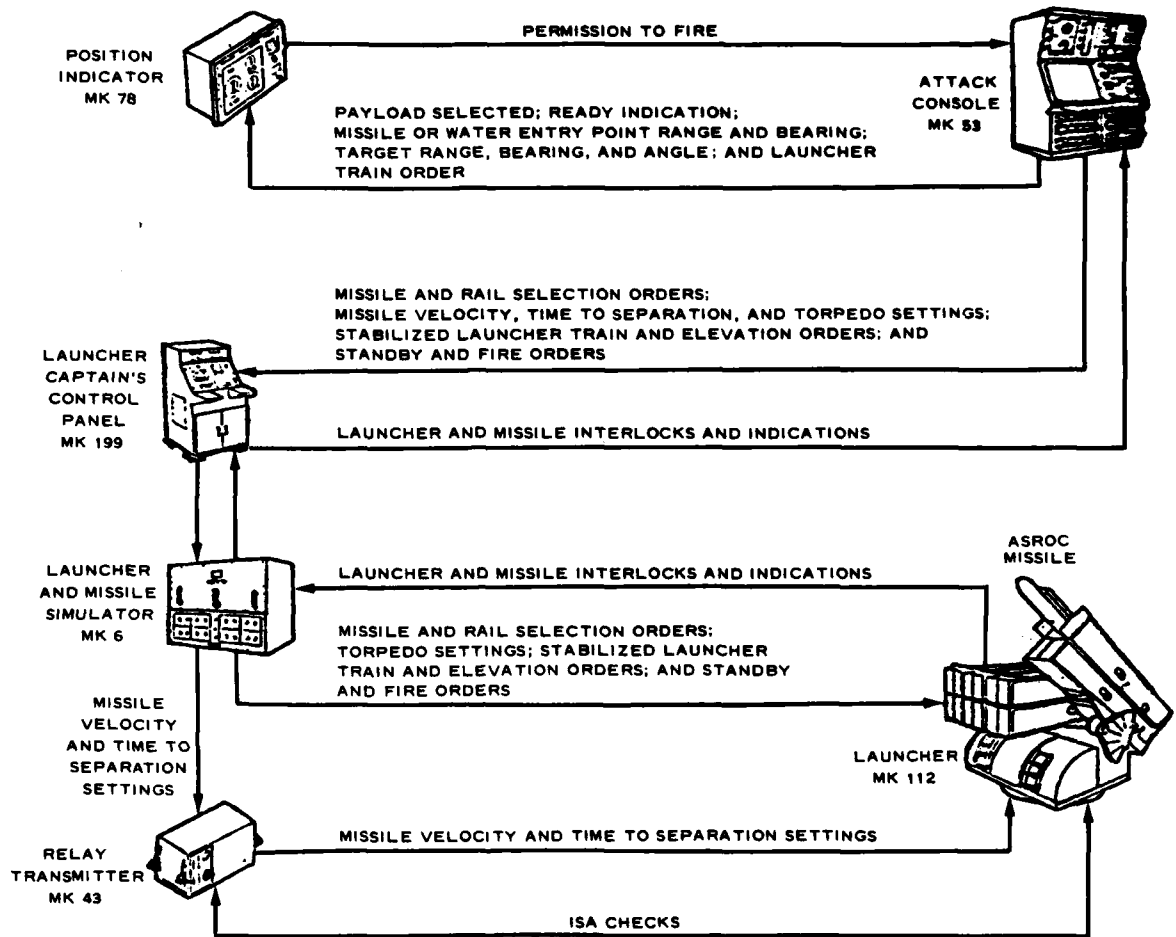 PERMISSION TO FIRE
POSITION
INDICATOR
MK 78
ATTACK
CONSOLE
MK 53
PAYLOAD SELECTED; READY INDICATION;
MISSILE OR WATER ENTRY POINT RANGE AND BEARING;
TARGET RANGE, BEARING, AND ANGLE; AND LAUNCHER
TRAIN ORDER
MISSILE AND RAIL SELECTION ORDERS;
MISSILE VELOCITY, TIME TO SEPARATION, AND TORPEDO SETTINGS;
STABILIZED LAUNCHER TRAIN AND ELEVATION ORDERS; AND
STANDBY AND FIRE ORDERS
LAUNCHER
CAPTAIN'S
CONTROL
PANEL
MK 199
LAUNCHER AND MISSILE INTERLOCKS AND INDICATIONS
ASROC
MISSILE
LAUNCHER
AND MISSILE
SIMULATOR
MK 6
LAUNCHER AND MISSILE INTERLOCKS AND INDICATIONS
MISSILE AND RAIL SELECTION ORDERS;
TORPEDO SETTINGS; STABILIZED LAUNCHER
TRAIN AND ELEVATION ORDERS; AND STANDBY
AND FIRE ORDERS
MISSILE
VELOCITY
AND TIME TO
SEPARATION
SETTINGS
LAUNCHER
MK 112
MISSILE VELOCITY AND TIME TO SEPARATION SETTINGS
RELAY
TRANSMITTER
MK 43
ISA CHECKS